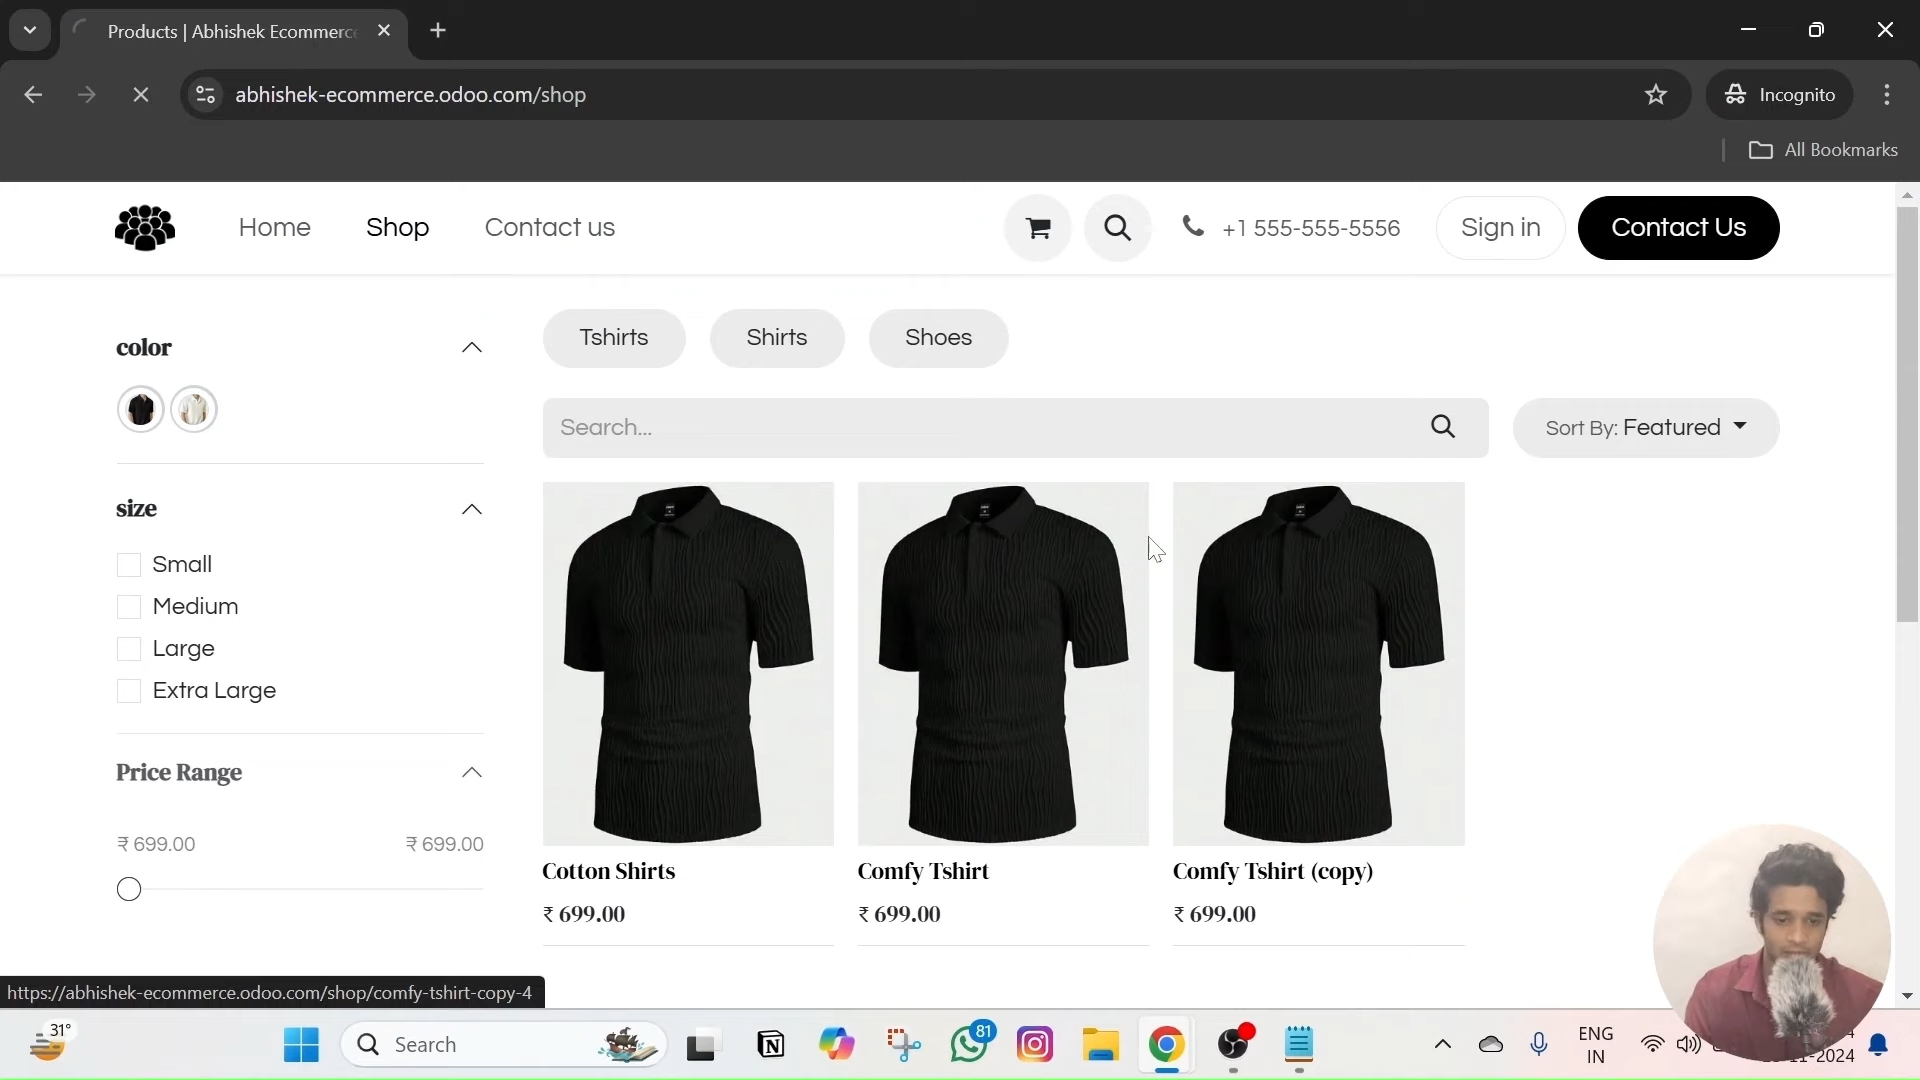 Products | Abhishek Ecommerc
abhishek-ecommerce.odoo.com/shop
Incognito
All Bookmarks
Home
Shop
Contact us
+1 555-555-5556
Sign in
Contact Us
color
Tshirts
Shirts
Shoes
Search...
Sort By: Featured
size
Small
Medium
Large
Extra Large
Price Range
₹ 699.00
₹ 699.00
Cotton Shirts
₹ 699.00
Comfy Tshirt
₹ 699.00
Comfy Tshirt (copy)
₹ 699.00
https://abhishek-ecommerce.odoo.com/shop/comfy-tshirt-copy-4
31°
Search
81
ENG
IN
11-2024